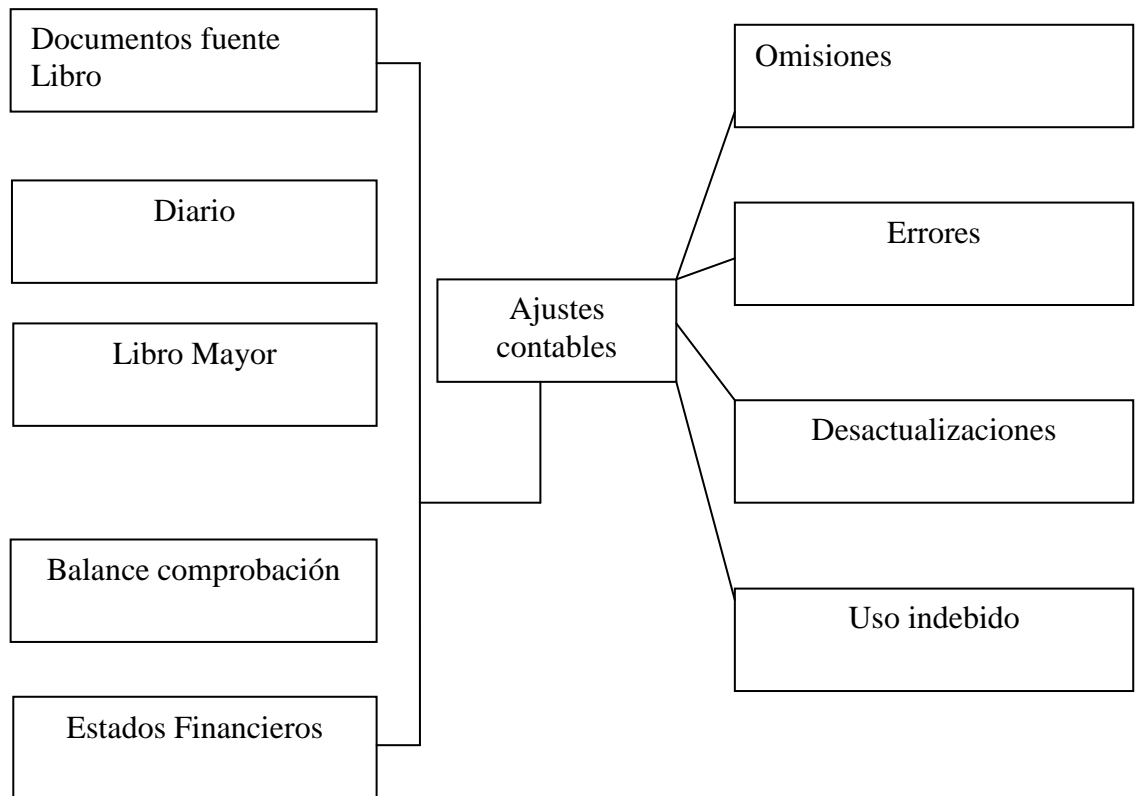 Documentos fuente
Libro
Diario
Libro Mayor
Balance comprobación
Estados Financieros
Ajustes
contables
Omisiones
Errores
Desactualizaciones
Uso indebido